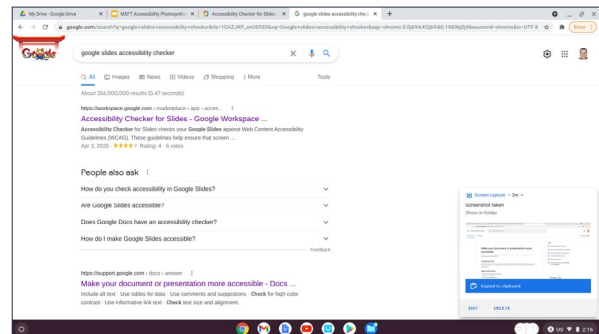 My Drive - Google Drive
MSFT Accessibility Photosynthe
Accessibility Checker for Slides
google slides accessibility check
google slides accessibility checker
All
Images
News
Videos
Shopping
More
Tools
About 356,000,000 results (0.47 seconds)
https://workspace.google.com › marketplace › app › acces...
Accessibility Checker for Slides - Google Workspace ...
Accessibility Checker for Slides checks your Google Slides against Web Content Accessibility
Guidelines (WCAG). These guidelines help ensure that screen ...
Apr 3, 2020 · Rating: 4 · 6 votes
People also ask
How do you check accessibility in Google Slides?
Are Google Slides accessible?
Does Google Docs have an accessibility checker?
How do I make Google Slides accessible?
Feedback
https://support.google.com › docs › answer
Make your document or presentation more accessible - Docs ...
Include alt text · Use tables for data · Use comments and suggestions · Check for high color
contrast · Use informative link text · Check text size and alignment.
Screen capture · 3m
Screenshot taken
Show in folder
Copied to clipboard
EDIT
DELETE
US
2:16